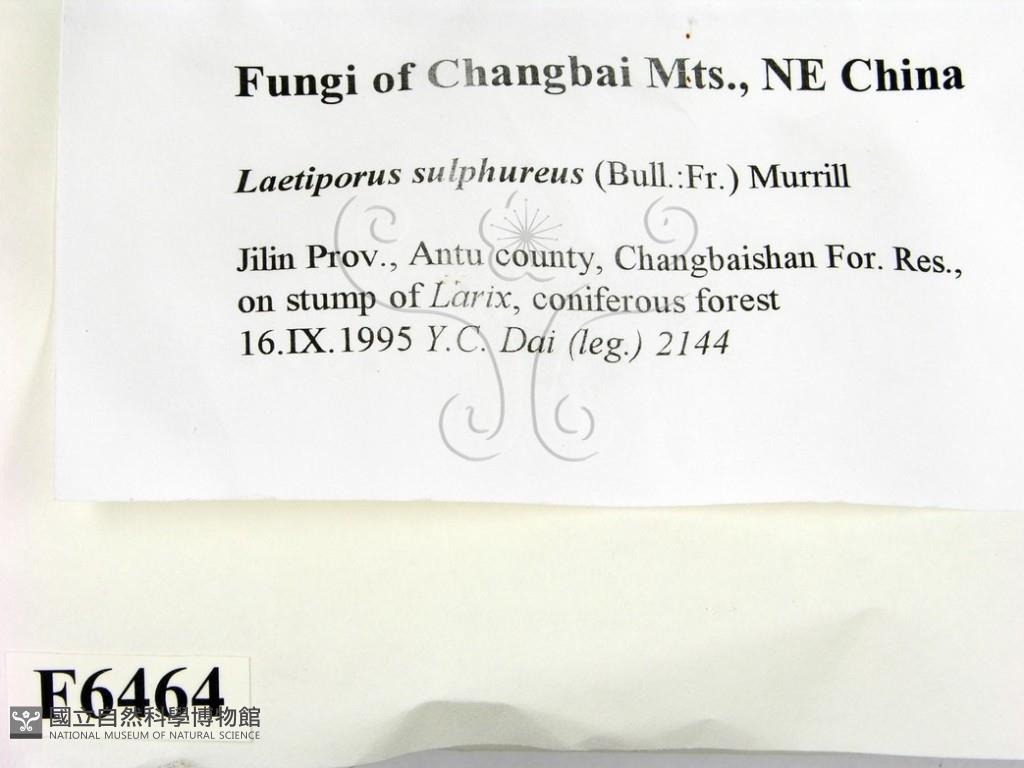 Fungi of Changbai Mts., NE China
Laetiporus sulphureus (Bull.:Fr.) Murrill
Jilin Prov., Antu county, Changbaishan For. Res.,
on stump of Larix, coniferous forest
16.IX.1995 Y.C. Dai (leg.) 2144
F6464
國立自然科學博物館
NATIONAL MUSEUM OF NATURAL SCIENCE